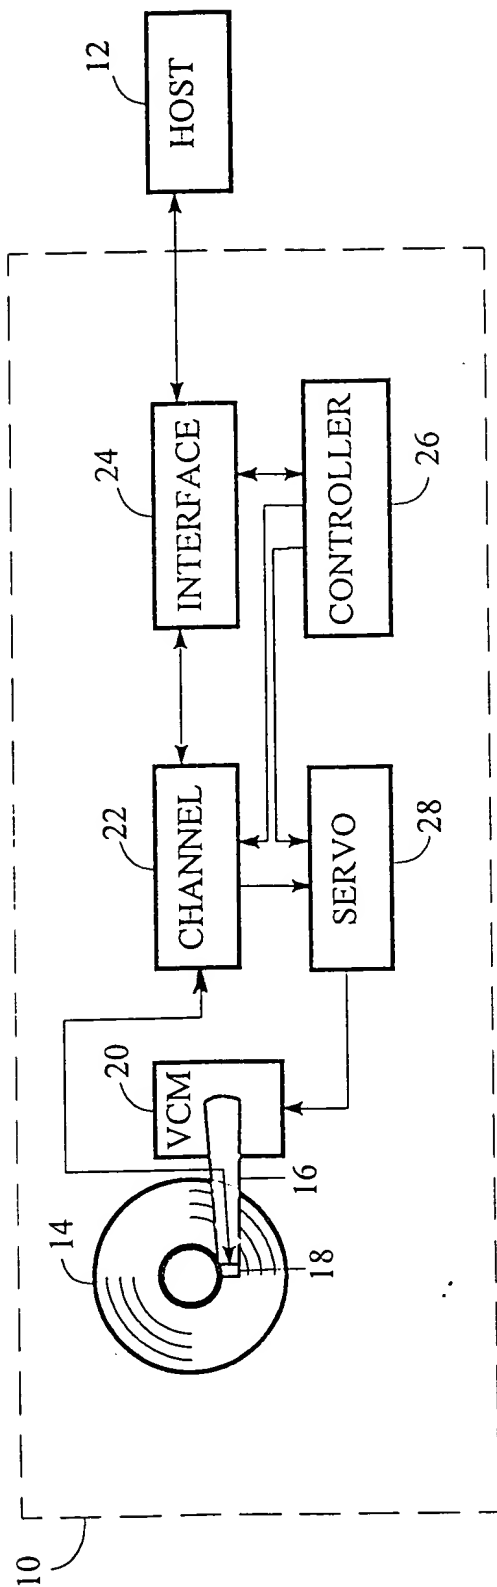 10
14
20
VCM
16
18
22
CHANNEL
SERVO
28
24
INTERFACE
CONTROLLER
26
12
HOST